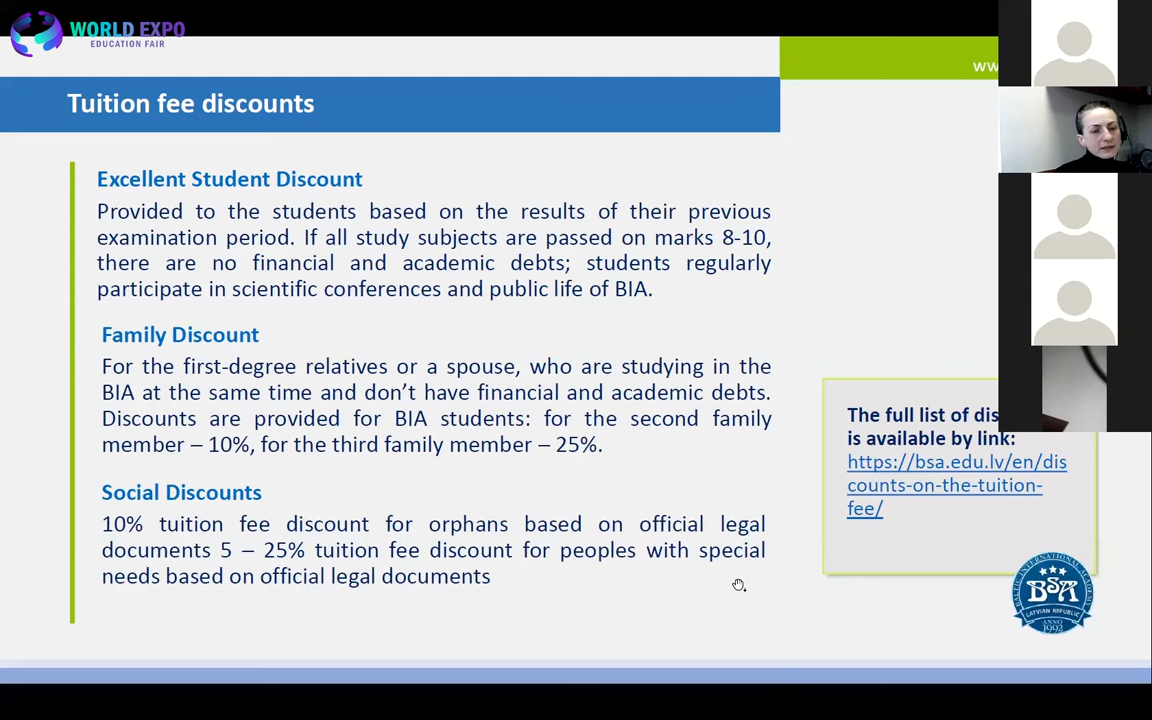 WORLD EXPO
EDUCATION FAIR
Tuition fee discounts
Excellent Student Discount
Provided to the students based on the results of their previous
examination period. If all study subjects are passed on marks 8-10,
there are no financial and academic debts; students regularly
participate in scientific conferences and public life of BIA.
Family Discount
For the first-degree relatives or a spouse, who are studying in the
BIA at the same time and don’t have financial and academic debts.
Discounts are provided for BIA students: for the second family
member – 10%, for the third family member – 25%.
Social Discounts
10% tuition fee discount for orphans based on official legal
documents 5 – 25% tuition fee discount for peoples with special
needs based on official legal documents
The full list of
is available by link:
https://bsa.edu.lv/en/dis
counts-on-the-tuition-
fee/
BALTIC INTERNATIONAL ACADEMY
BSA
LATVIAN REPUBLIC
ANNO
1992